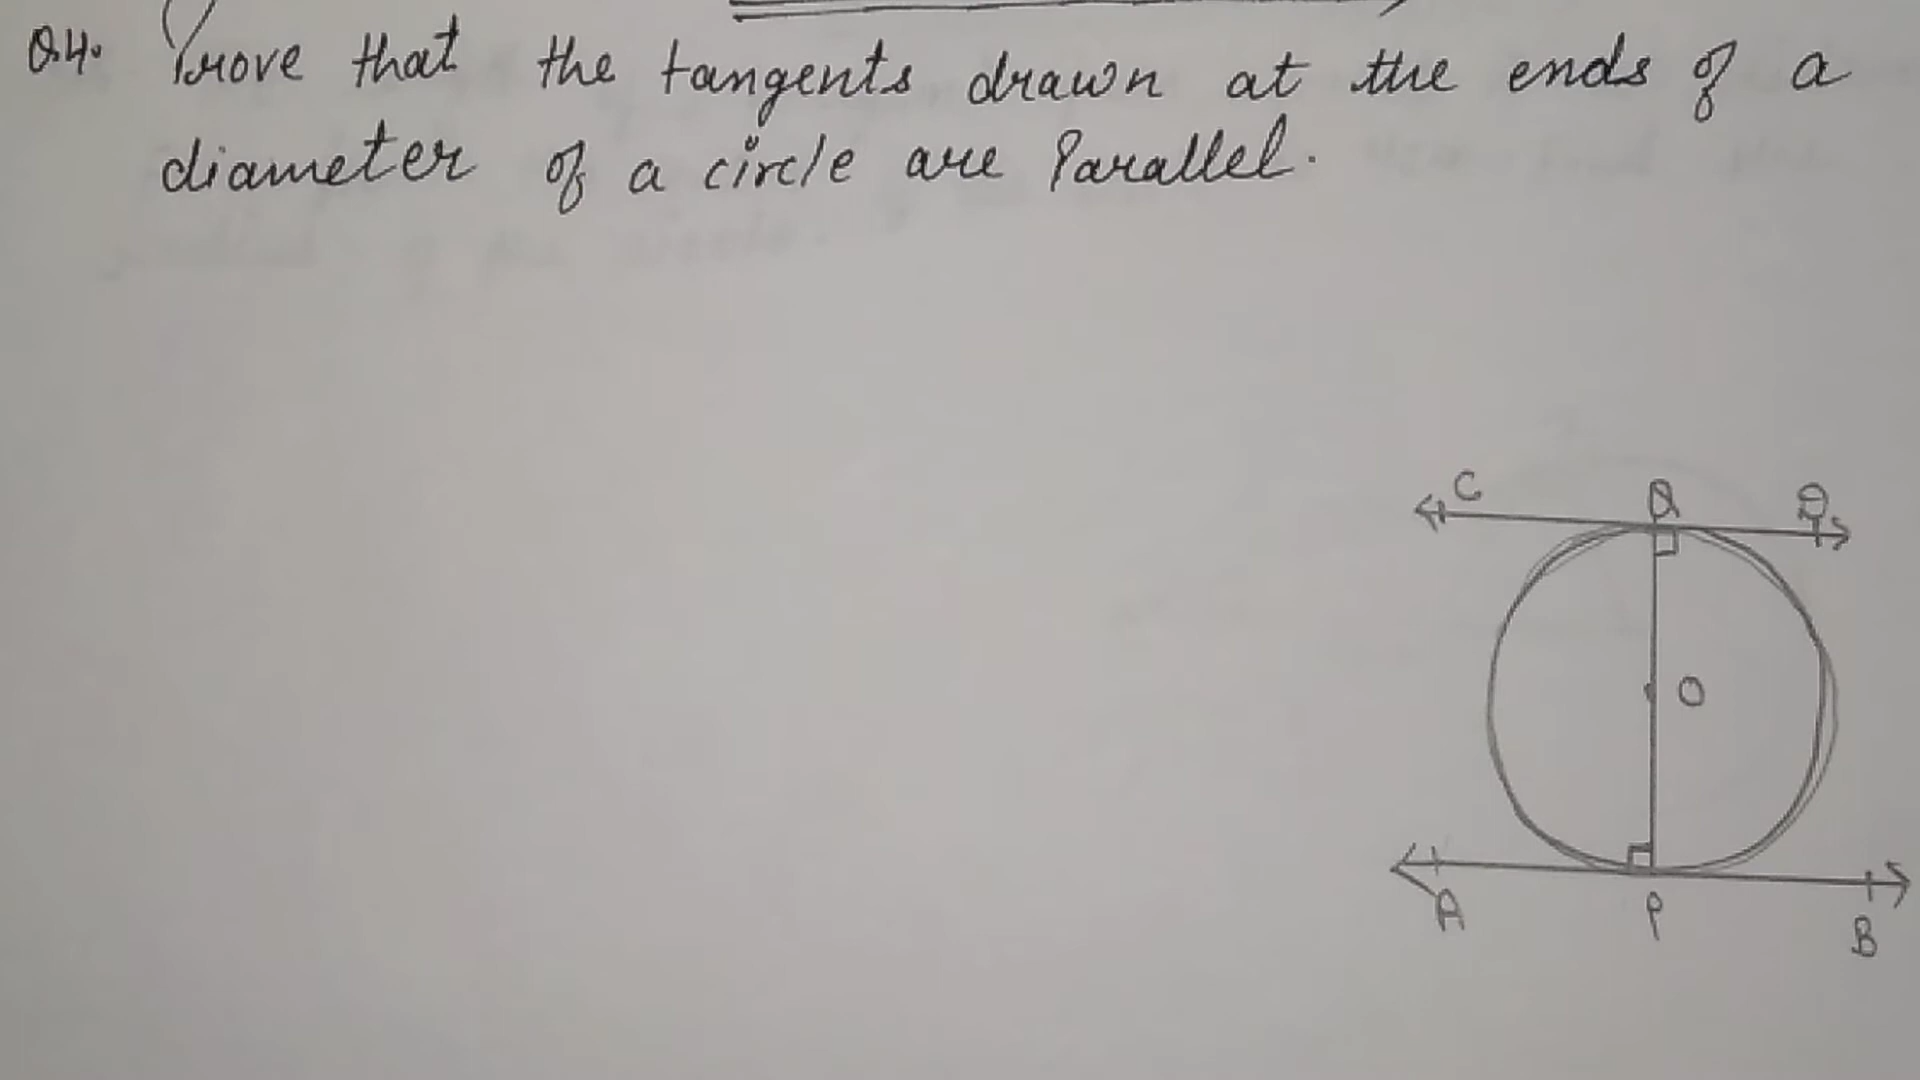 Q.4. Prove that the tangents drawn at the ends of a
diameter of a circle are Parallel.
C Q D
O
A P B